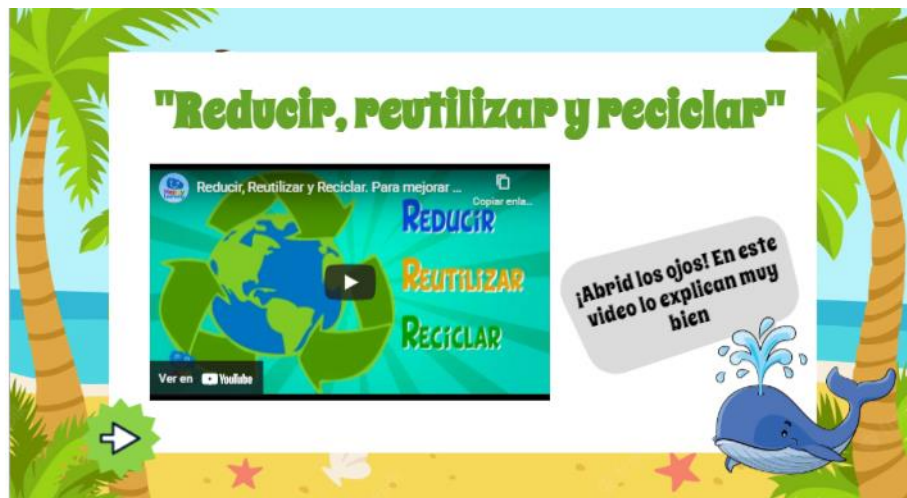 "Reducir, reutilizar y reciclar"
Reducir, Reutilizar y Reciclar. Para mejorar ...
Copiar enla...
REDUCIR
REUTILIZAR
RECICLAR
Ver en YouTube
¡Abrid los ojos! En este
video lo explican muy
bien